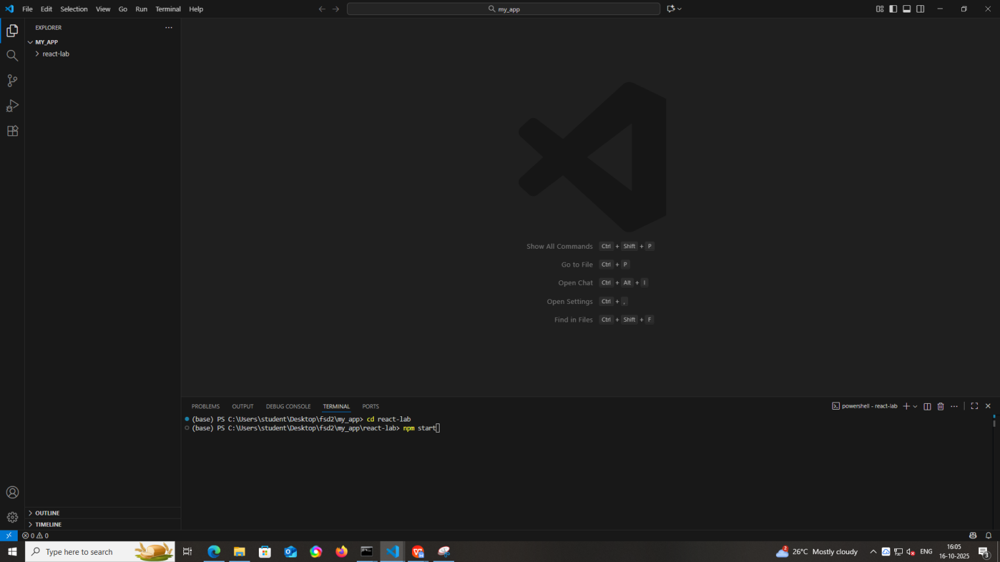 File Edit Selection View Go Run Terminal Help
my_app
EXPLORER
MY_APP
react-lab
Show All Commands Ctrl + Shift + P
Go to File Ctrl + P
Open Chat Ctrl + Alt + I
Open Settings Ctrl + ,
Find in Files Ctrl + Shift + F
PROBLEMS OUTPUT DEBUG CONSOLE TERMINAL PORTS
powershell - react-lab
(base) PS C:\Users\student\Desktop\fsd2\my_app> cd react-lab
(base) PS C:\Users\student\Desktop\fsd2\my_app\react-lab> npm start
OUTLINE
TIMELINE
0 0
Type here to search
2
26°C Mostly cloudy
ENG
16:05
16-10-2025
3